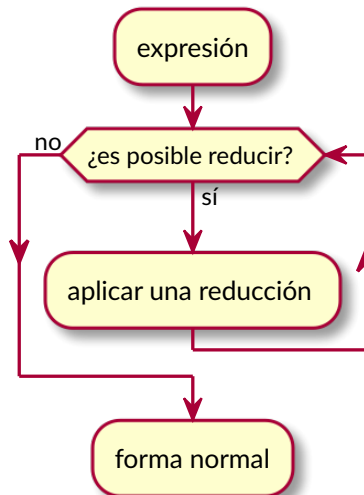 expresión
no
¿es posible reducir?
sí
aplicar una reducción
forma normal